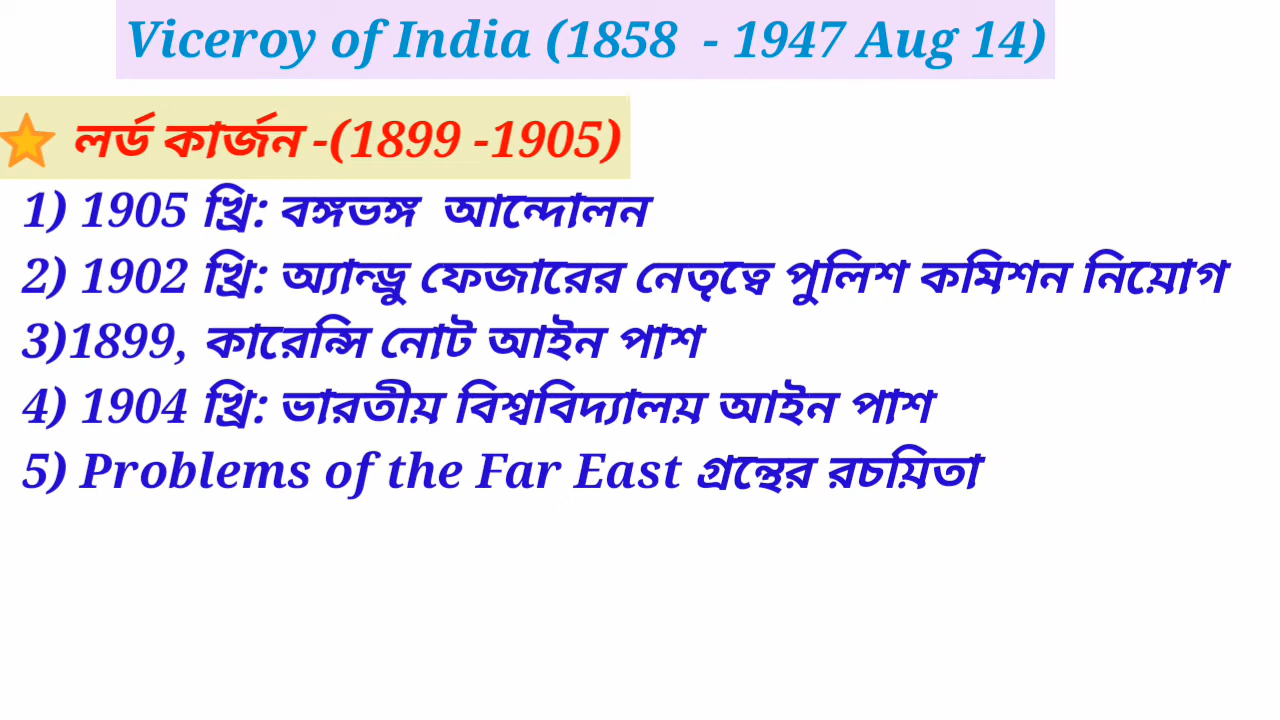 Viceroy of India (1858 - 1947 Aug 14)
লর্ড কার্জন -(1899 -1905)
1) 1905 খ্রি: বঙ্গভঙ্গ আন্দোলন
2) 1902 খ্রি: অ্যান্ড্রু ফেজারের নেতৃত্বে পুলিশ কমিশন নিয়োগ
3)1899, কারেন্সি নোট আইন পাশ
4) 1904 খ্রি: ভারতীয় বিশ্ববিদ্যালয় আইন পাশ
5) Problems of the Far East গ্রন্থের রচয়িতা